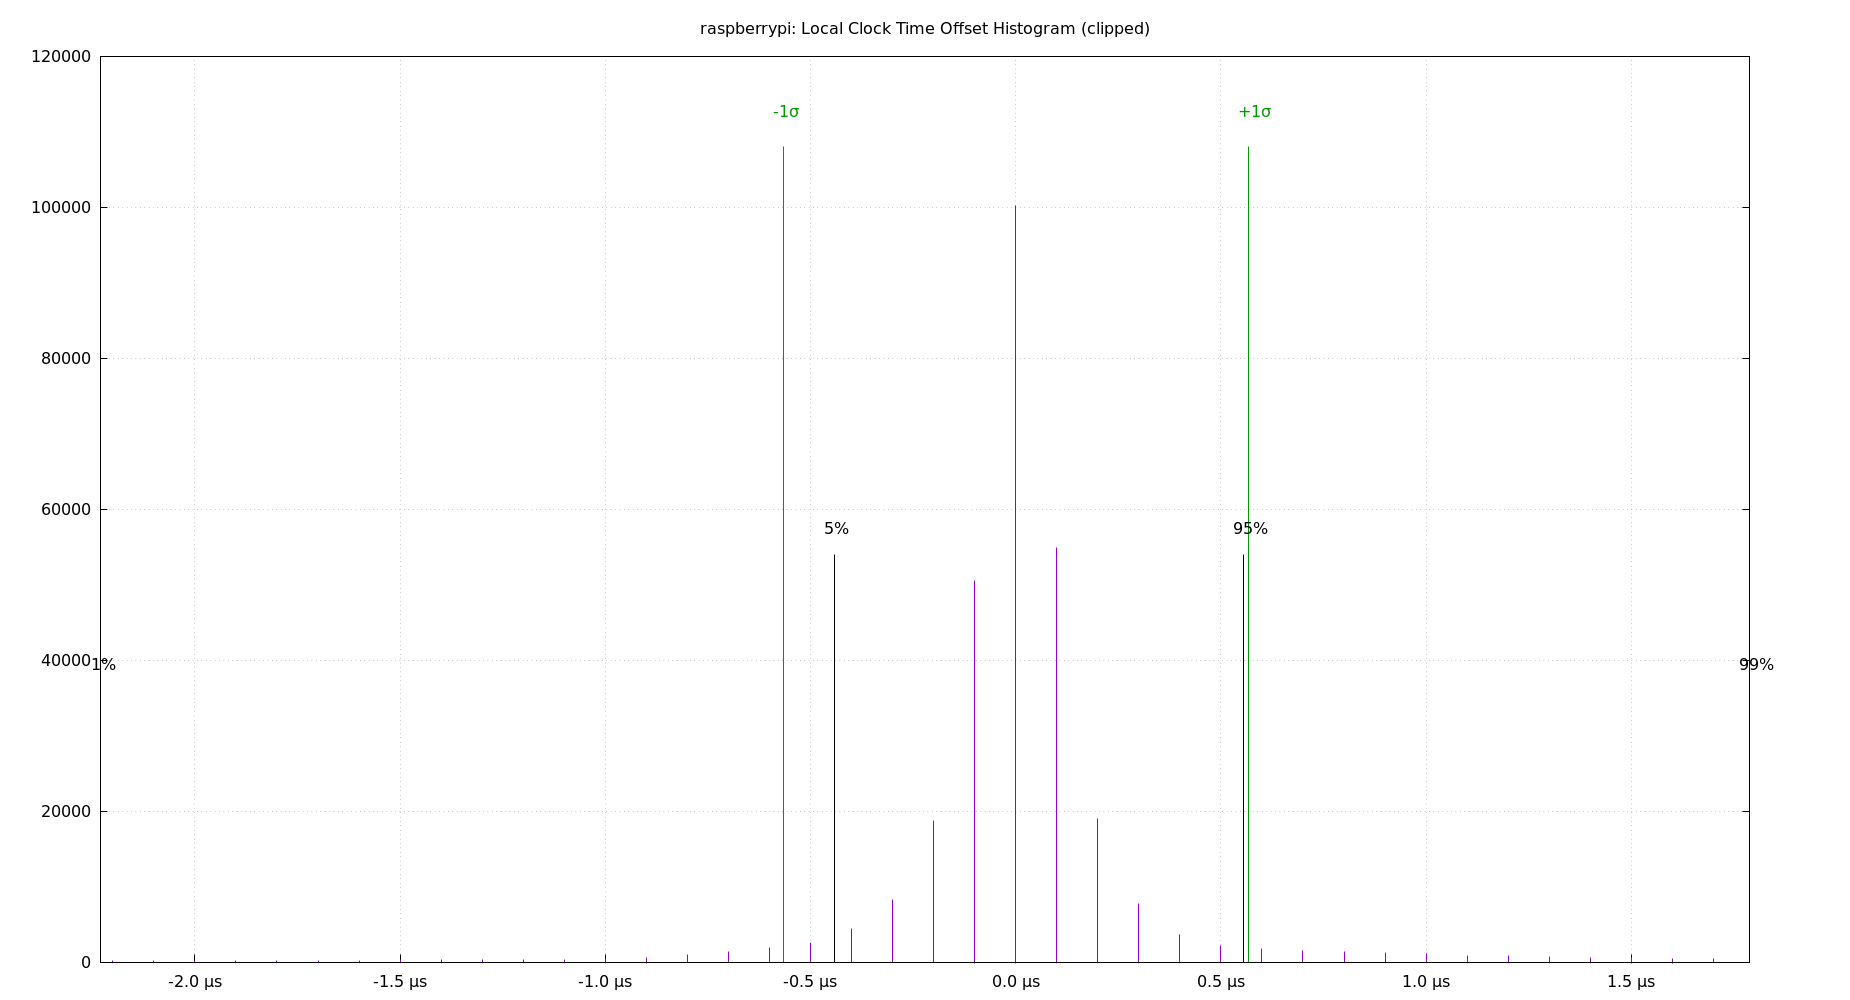 raspberrypi: Local Clock Time Offset Histogram (clipped)
120000
-1σ +1σ
100000
80000
60000
5% 95%
40000 1% 99%
20000
0
-2.0 µs -1.5 µs -1.0 µs -0.5 µs 0.0 µs 0.5 µs 1.0 µs 1.5 µs